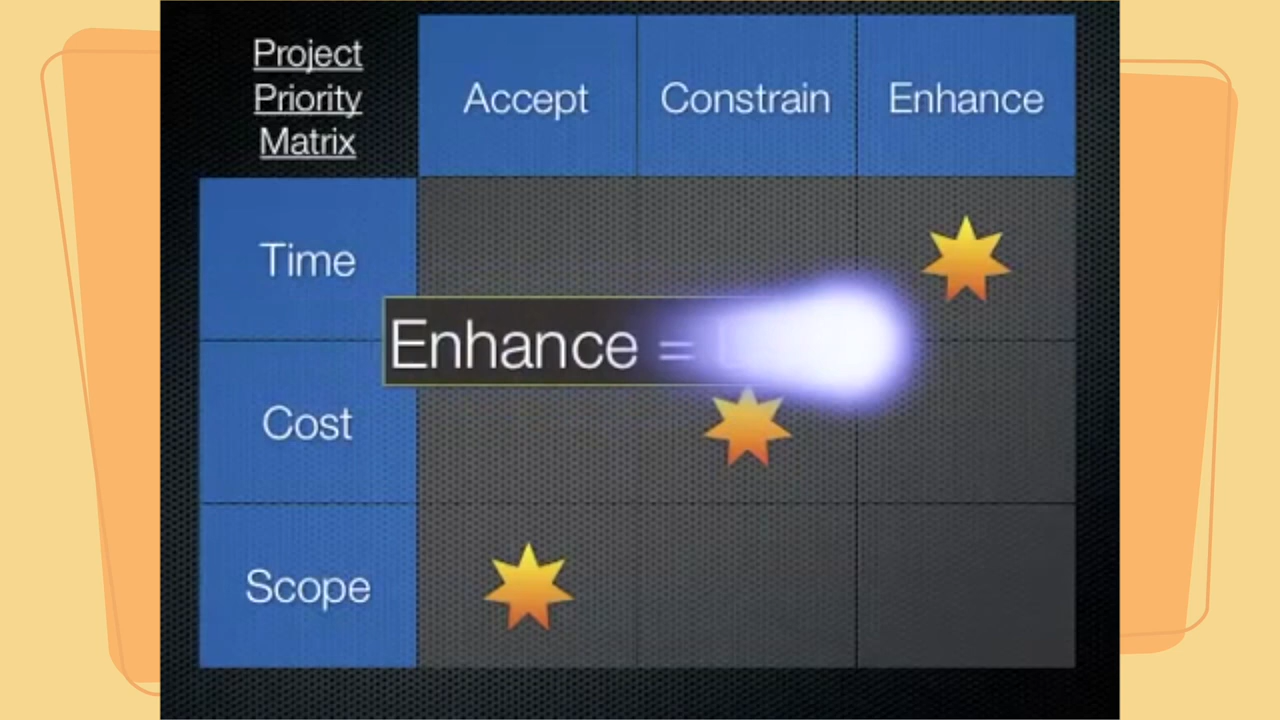 Project
Priority
Matrix
Accept
Constrain
Enhance
Time
Enhance =
Cost
Scope